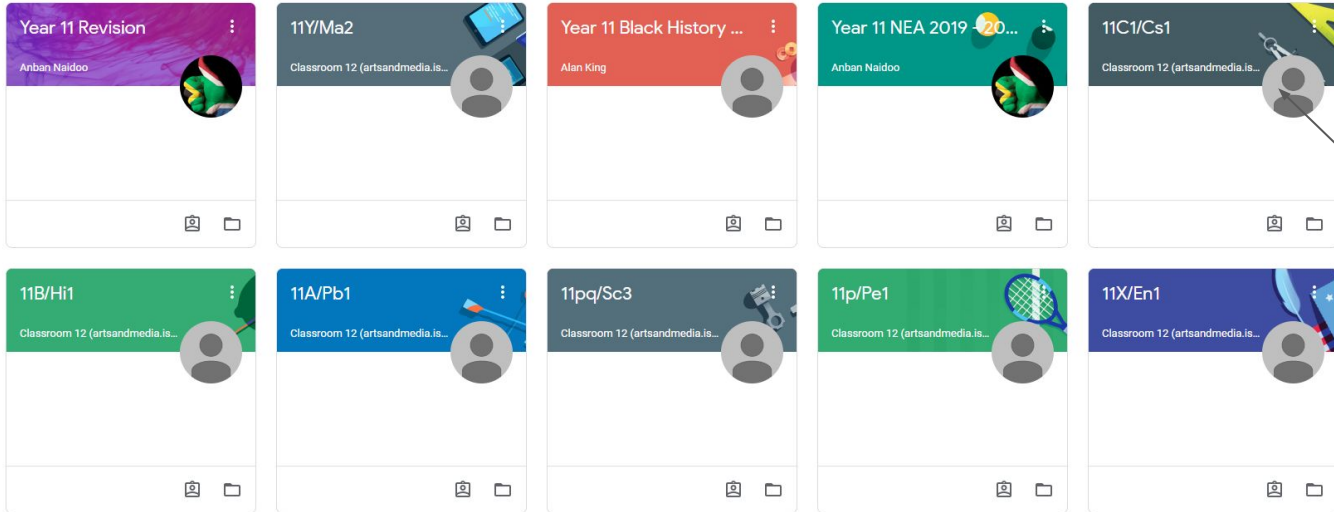 Year 11 Revision
Anban Naidoo
11Y/Ma2
Classroom 12 (artsandmedia.is...
Year 11 Black History ...
Alan King
Year 11 NEA 2019 - 20...
Anban Naidoo
11C1/Cs1
Classroom 12 (artsandmedia.is...
11B/Hi1
Classroom 12 (artsandmedia.is...
11A/Pb1
Classroom 12 (artsandmedia.is...
11pq/Sc3
Classroom 12 (artsandmedia.is...
11p/Pe1
Classroom 12 (artsandmedia.is...
11X/En1
Classroom 12 (artsandmedia.is...